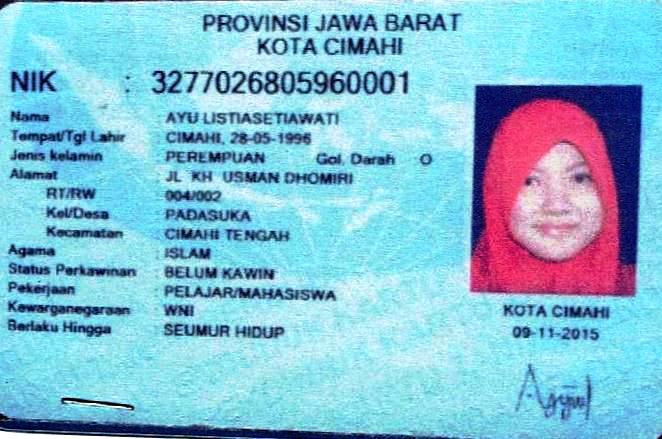 PROVINSI JAWA BARAT
KOTA CIMAHI
NIK : 3277026805960001
Nama : AYU LISTIASETIAWATI
Tempat/Tgl Lahir : CIMAHI, 28-05-1996
Jenis kelamin : PEREMPUAN Gol. Darah O
Alamat : JL KH USMAN DHOMIRI
RT/RW : 004/002
Kel/Desa : PADASUKA
Kecamatan : CIMAHI TENGAH
Agama : ISLAM
Status Perkawinan : BELUM KAWIN
Pekerjaan : PELAJAR/MAHASISWA
Kewarganegaraan : WNI
Berlaku Hingga : SEUMUR HIDUP
KOTA CIMAHI
09-11-2015